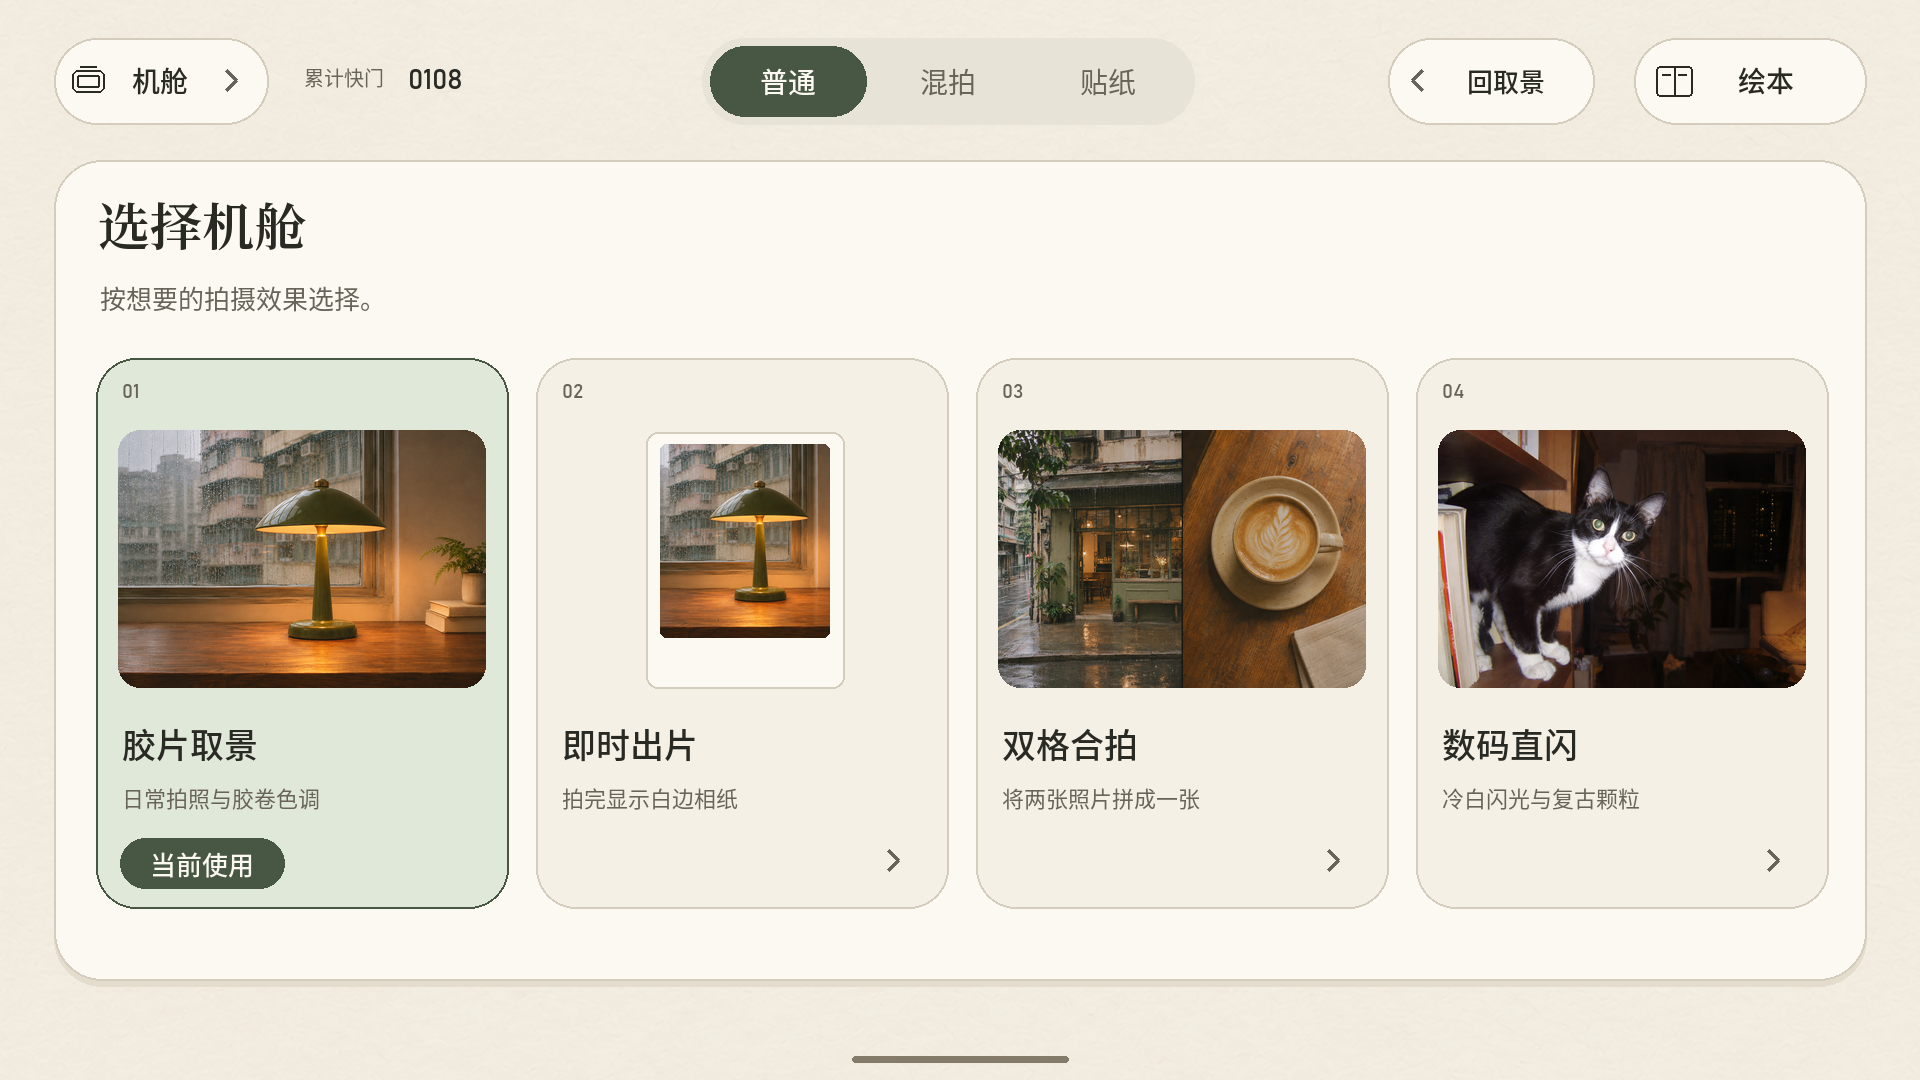 机舱
累计快门 0108
普通
混拍
贴纸
回取景
绘本
选择机舱
按想要的拍摄效果选择。
01
胶片取景
日常拍照与胶卷色调
当前使用
02
即时出片
拍完显示白边相纸
03
双格合拍
将两张照片拼成一张
04
数码直闪
冷白闪光与复古颗粒